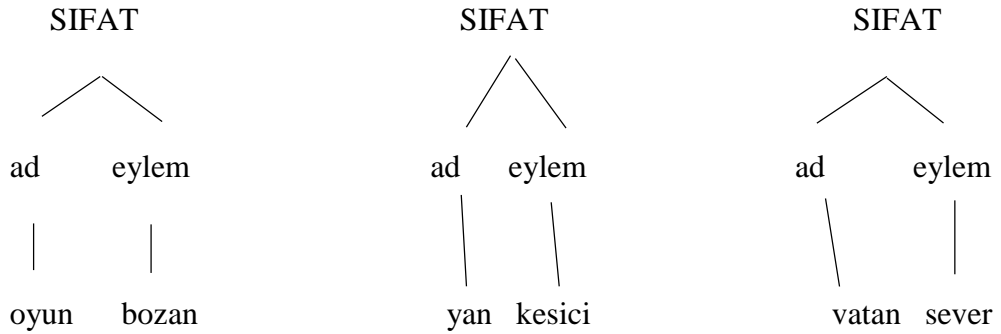 SIFAT SIFAT SIFAT
ad eylem ad eylem ad eylem
oyun bozan yan kesici vatan sever